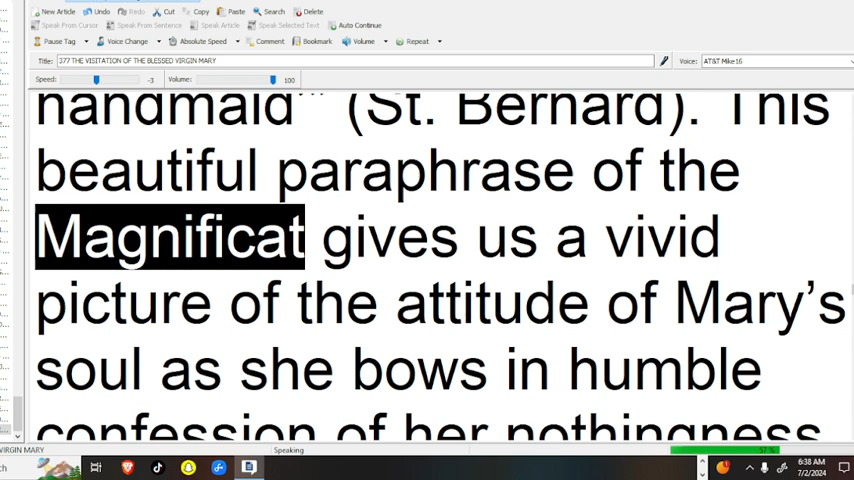 New Article Undo Redo Cut Copy Paste Search Delete
Speak From Cursor Speak From Sentence Speak Article Speak Selected Text Auto Continue
Pause Tag Voice Change Absolute Speed Comment Bookmark Volume Repeat
Title: 377 THE VISITATION OF THE BLESSED VIRGIN MARY Voice: AT&T Mike16
Speed: -3 Volume: 100
handmaid”’ (St. Bernard). This
beautiful paraphrase of the
Magnificat gives us a vivid
picture of the attitude of Mary’s
soul as she bows in humble
confession of her nothingness
VIRGIN MARY Speaking 57 %
ch 6:38 AM
7/2/2024